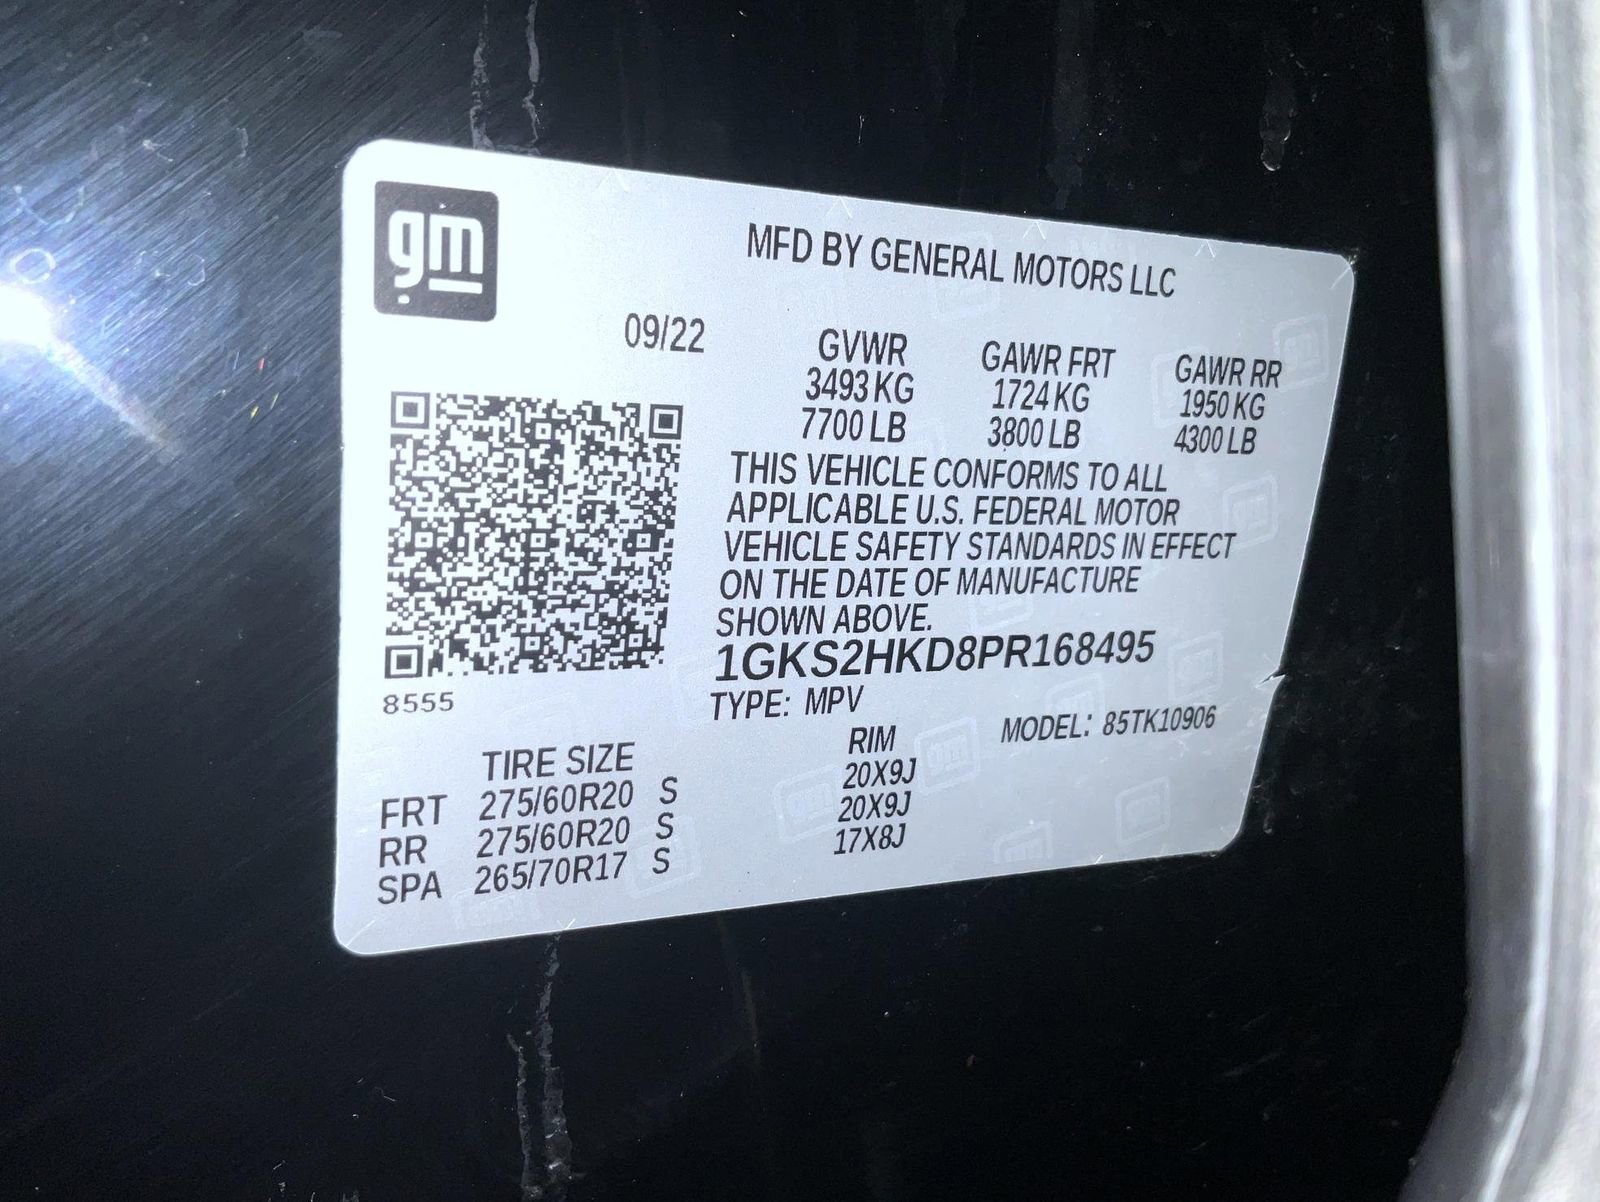 gm
MFD BY GENERAL MOTORS LLC
09/22
GVWR GAWR FRT GAWR RR
3493 KG 1724 KG 1950 KG
7700 LB 3800 LB 4300 LB
THIS VEHICLE CONFORMS TO ALL
APPLICABLE U.S. FEDERAL MOTOR
VEHICLE SAFETY STANDARDS IN EFFECT
ON THE DATE OF MANUFACTURE
SHOWN ABOVE.
1GKS2HKD8PR168495
8555
TYPE: MPV MODEL: 85TK10906
TIRE SIZE RIM
FRT 275/60R20 S 20X9J
RR 275/60R20 S 20X9J
SPA 265/70R17 S 17X8J